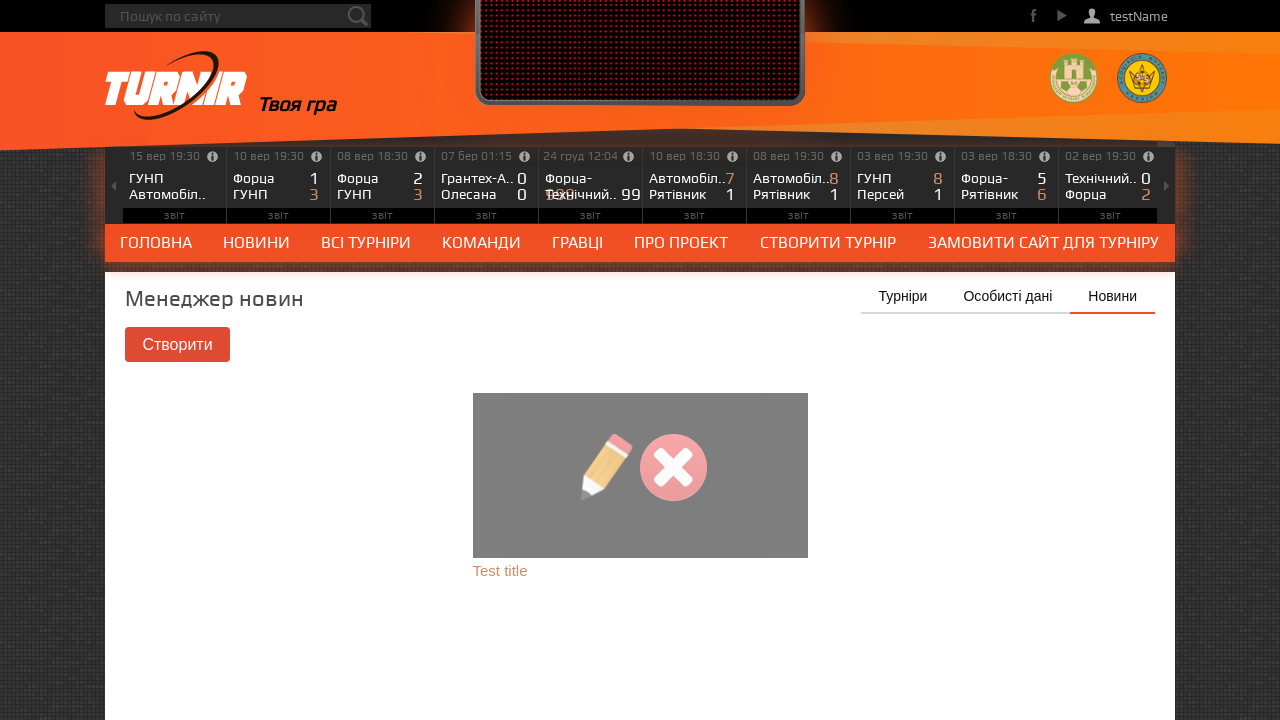 Пошук по сайту
testName
TURNIR
Твоя гра
15 вер 19:30
ГУНП
Автомобіл..
звіт
10 вер 19:30
Форца 1
ГУНП 3
звіт
08 вер 18:30
Форца 2
ГУНП 3
звіт
07 бер 01:15
Грантех-А.. 0
Олесана 0
звіт
24 груд 12:04
Форца- 999
Технічний.. 99
звіт
10 вер 18:30
Автомобіл.. 7
Рятівник 1
звіт
08 вер 19:30
Автомобіл.. 8
Рятівник 1
звіт
03 вер 19:30
ГУНП 8
Персей 1
звіт
03 вер 18:30
Форца- 5
Рятівник 6
звіт
02 вер 19:30
Технічний.. 0
Форца 2
звіт
ГОЛОВНА НОВИНИ ВСІ ТУРНІРИ КОМАНДИ ГРАВЦІ ПРО ПРОЕКТ СТВОРИТИ ТУРНІР ЗАМОВИТИ САЙТ ДЛЯ ТУРНІРУ
Менеджер новин
Турніри Особисті дані Новини
Створити
Test title